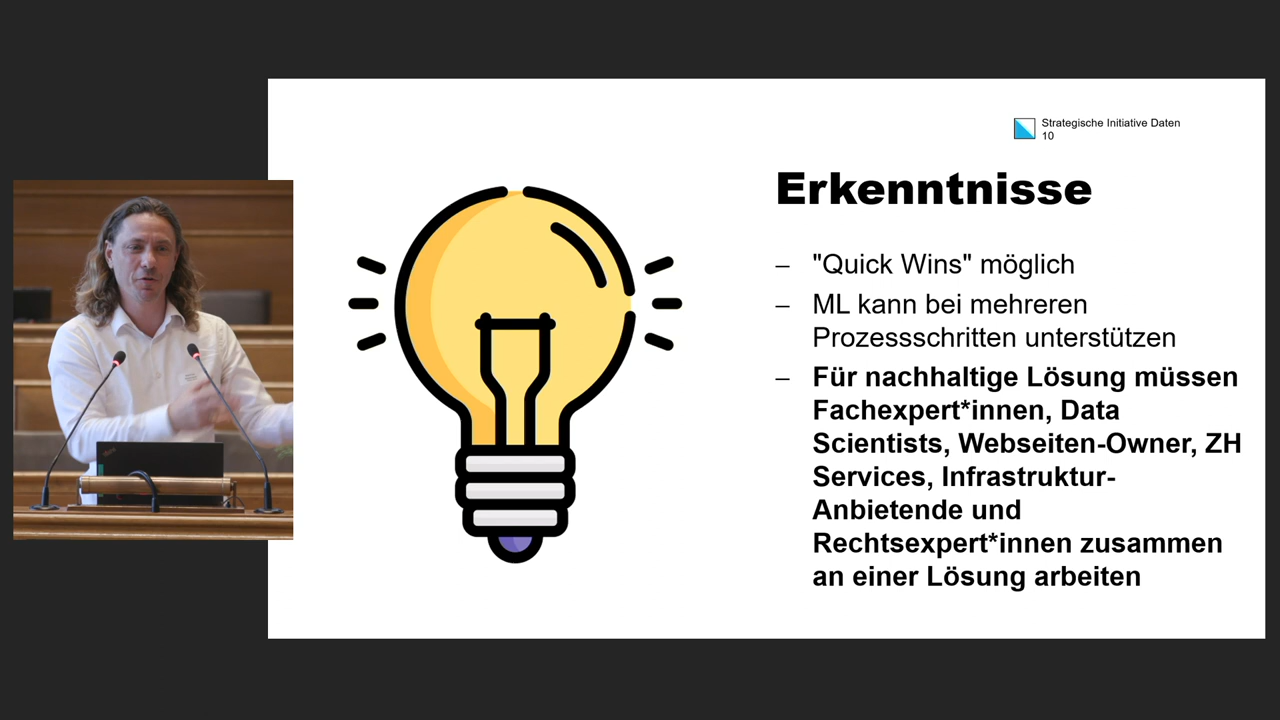 Strategische Initiative Daten
10
Erkenntnisse
– "Quick Wins" möglich
– ML kann bei mehreren
Prozessschritten unterstützen
– Für nachhaltige Lösung müssen
Fachexpert*innen, Data
Scientists, Webseiten-Owner, ZH
Services, Infrastruktur-
Anbietende und
Rechtsexpert*innen zusammen
an einer Lösung arbeiten